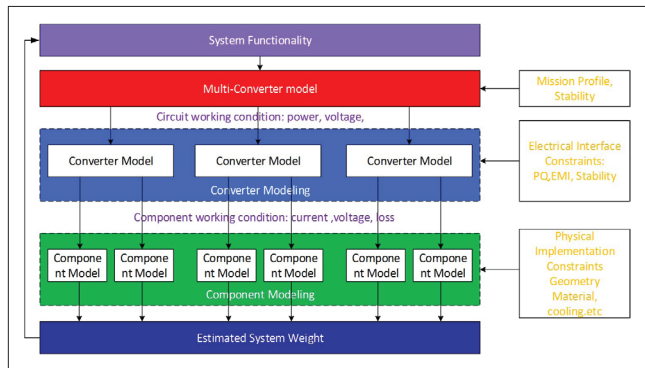 System Functionality
Multi-Converter model
Mission Profile,
Stability
Circuit working condition: power, voltage,
Converter Model
Converter Model
Converter Model
Converter Modeling
Electrical Interface
Constraints:
PQ,EMI, Stability
Component working condition: current ,voltage, loss
Compone
nt Model
Compone
nt Model
Compone
nt Model
Compone
nt Model
Compone
nt Model
Compone
nt Model
Component Modeling
Physical
Implementation
Constraints
Geometry
Material,
cooling.etc
Estimated System Weight